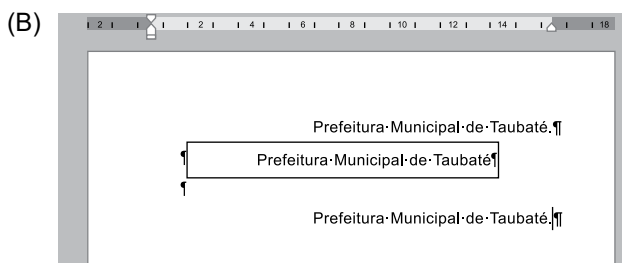 (B)
2 2 4 6 8 10 12 14 18
Prefeitura·Municipal·de·Taubaté.¶
¶ Prefeitura·Municipal·de·Taubaté¶
¶
Prefeitura·Municipal·de·Taubaté.¶